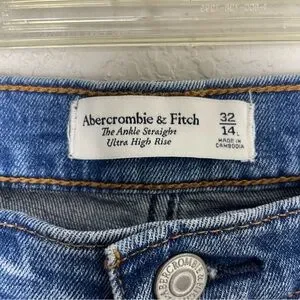 Abercrombie & Fitch
The Ankle Straight
Ultra High Rise
32
14 L
MADE IN
CAMBODIA
ABERCROMBIE &